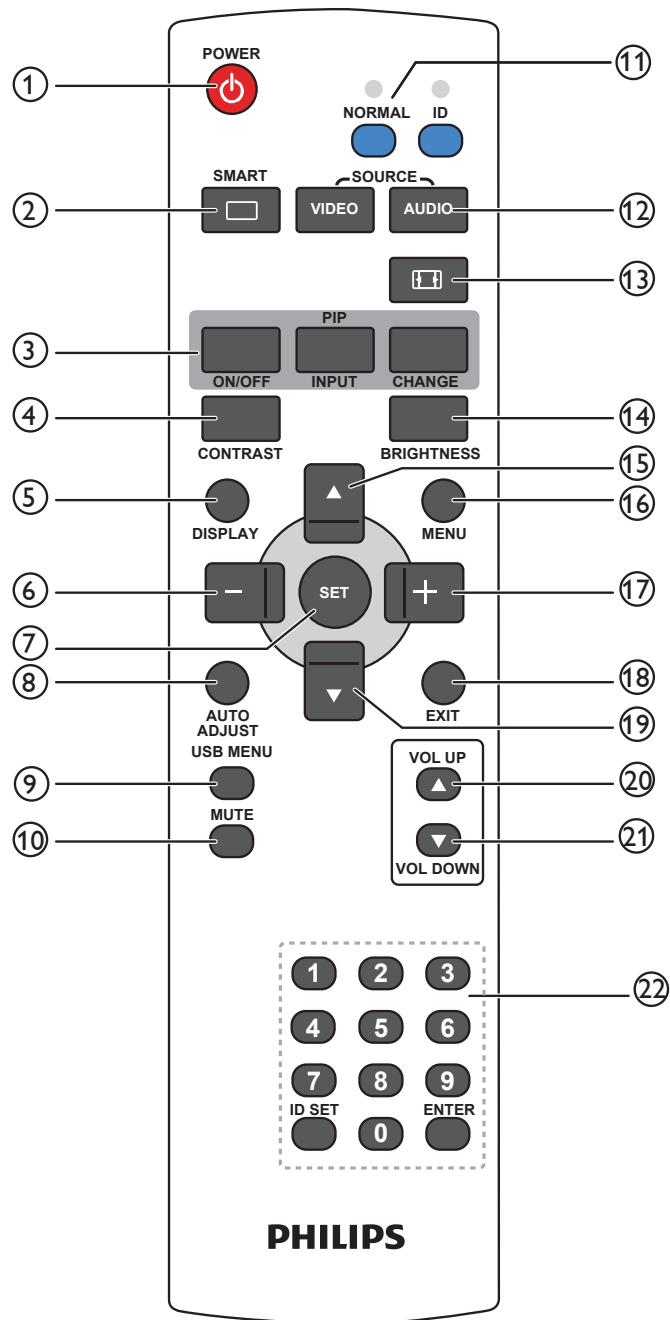 POWER
1
11
NORMAL
ID
SMART
SOURCE
2
VIDEO
AUDIO
12
13
PIP
3
ON/OFF
INPUT
CHANGE
4
14
CONTRAST
BRIGHTNESS
15
5
16
DISPLAY
MENU
6
−
SET
+
17
7
8
18
AUTO
ADJUST
EXIT
19
USB MENU
VOL UP
9
20
MUTE
10
21
VOL DOWN
1 2 3
22
4 5 6
7 8 9
ID SET
ENTER
0
PHILIPS